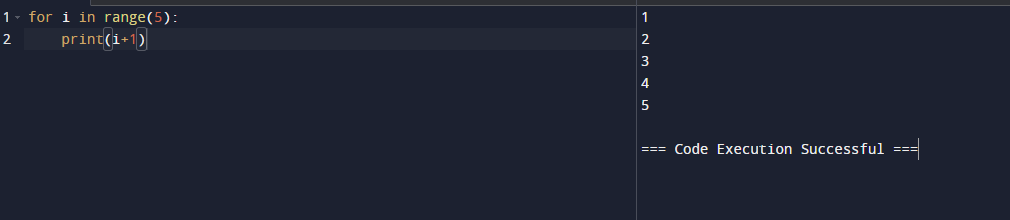 1 for i in range(5):
2     print(i+1)
1
2
3
4
5
=== Code Execution Successful ===